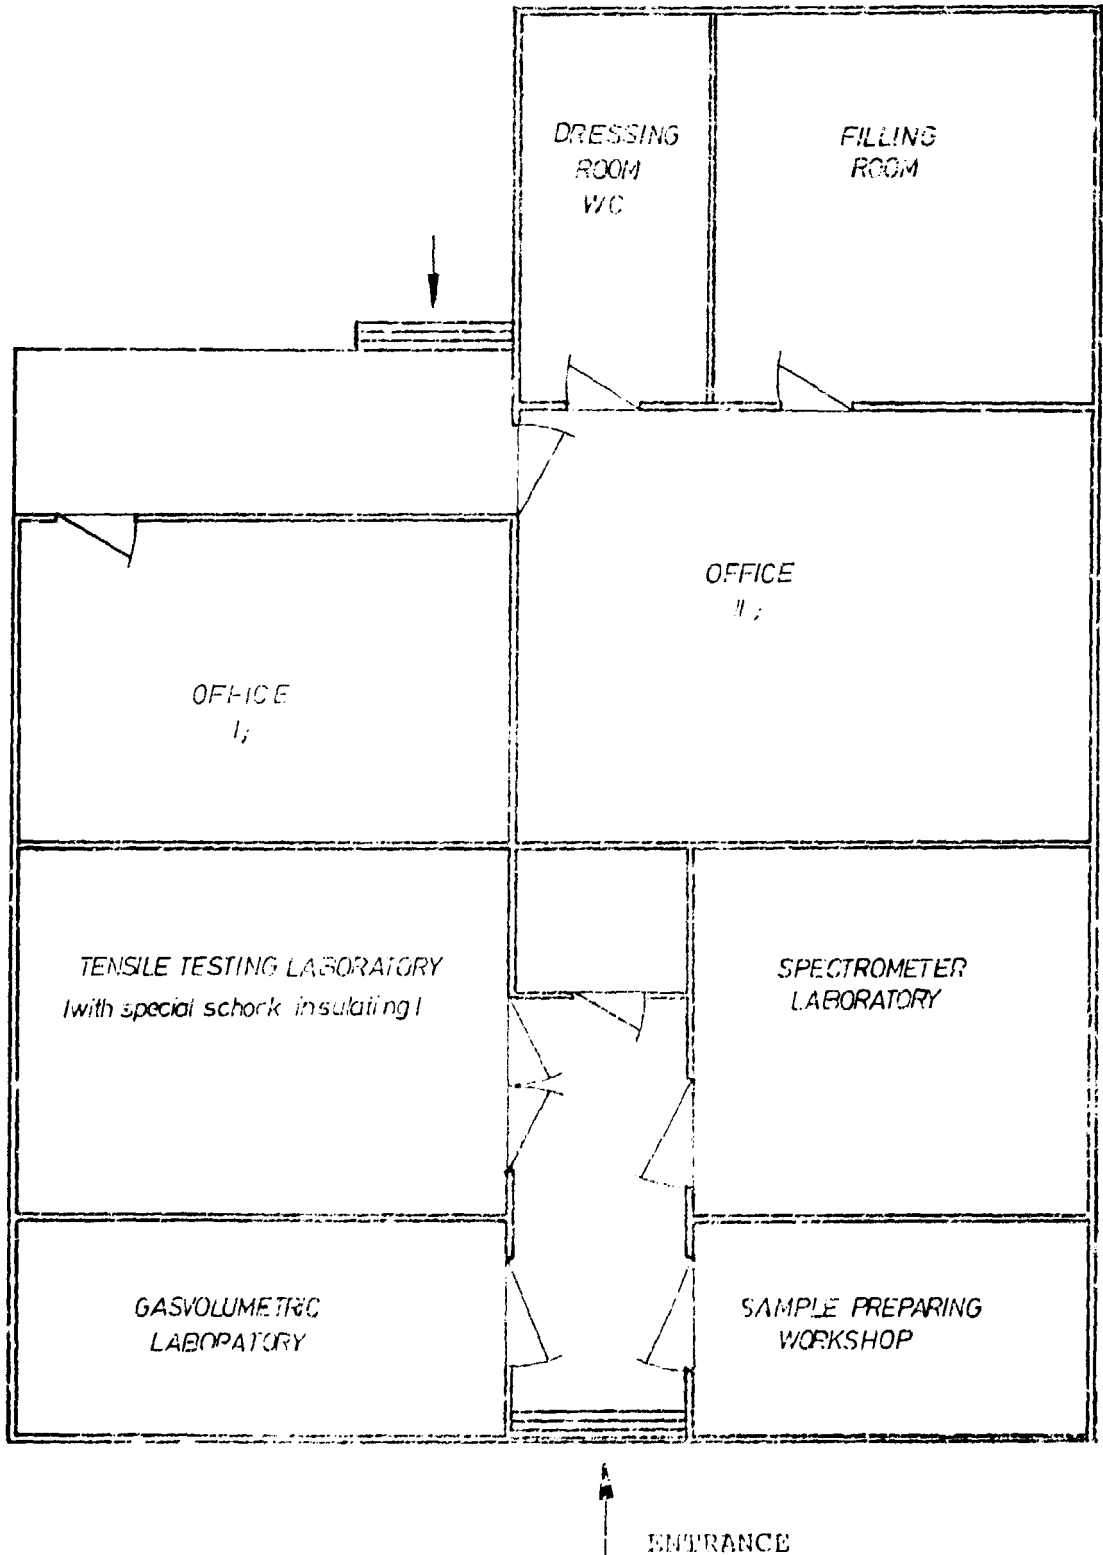 DRESSING
ROOM
WC
FILLING
ROOM
OFFICE
II;
OFFICE
I;
TENSILE TESTING LABORATORY
/with special schock insulating/
SPECTROMETER
LABORATORY
GASVOLUMETRIC
LABORATORY
SAMPLE PREPARING
WORKSHOP
ENTRANCE